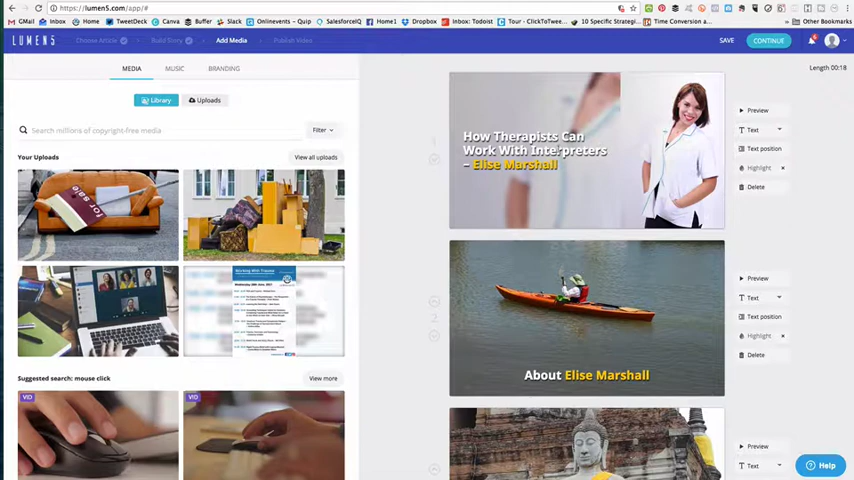 https://lumen5.com/app/#
GMail
TweetDeck
Canva
Buffer
Slack
Onlinevents - Quip
SalesforceIQ
Home1
Dropbox
Inbox: Todoist
Tour - ClickToTwee...
10 Specific Strategi...
Time Conversion a...
Other Bookmarks
LUMEN5
Choose Article
Build Story
Add Media
Publish Video
SAVE
CONTINUE
6
Length 00:18
MEDIA
MUSIC
BRANDING
Library
Uploads
Search millions of copyright-free media
Filter
Your Uploads
View all uploads
for sale
Working With Trauma
Suggested search: mouse click
View more
VID
VID
How Therapists Can
Work With Interpreters
– Elise Marshall
Preview
Text
Text position
Highlight
Delete
About Elise Marshall
Preview
Text
Text position
Highlight
Delete
Preview
Text
Help